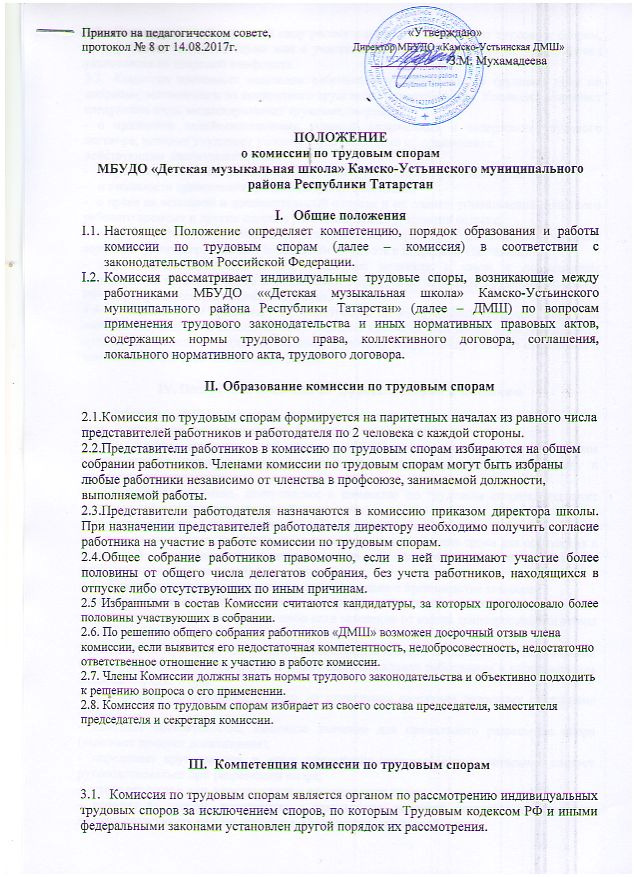 Принято на педагогическом совете,
протокол № 8 от 14.08.2017г.
«Утверждаю»
Директор МБУДО «Камско-Устьинская ДМШ»
З.М. Мухамадеева
ПОЛОЖЕНИЕ
о комиссии по трудовым спорам
МБУДО «Детская музыкальная школа» Камско-Устьинского муниципального
района Республики Татарстан
I. Общие положения
I.1. Настоящее Положение определяет компетенцию, порядок образования и работы
комиссии по трудовым спорам (далее – комиссия) в соответствии с
законодательством Российской Федерации.
I.2. Комиссия рассматривает индивидуальные трудовые споры, возникающие между
работниками МБУДО ««Детская музыкальная школа» Камско-Устьинского
муниципального района Республики Татарстан» (далее – ДМШ) по вопросам
применения трудового законодательства и иных нормативных правовых актов,
содержащих нормы трудового права, коллективного договора, соглашения,
локального нормативного акта, трудового договора.
II. Образование комиссии по трудовым спорам
2.1.Комиссия по трудовым спорам формируется на паритетных началах из равного числа
представителей работников и работодателя по 2 человека с каждой стороны.
2.2.Представители работников в комиссию по трудовым спорам избираются на общем
собрании работников. Членами комиссии по трудовым спорам могут быть избраны
любые работники независимо от членства в профсоюзе, занимаемой должности,
выполняемой работы.
2.3.Представители работодателя назначаются в комиссию приказом директора школы.
При назначении представителей работодателя директору необходимо получить согласие
работника на участие в работе комиссии по трудовым спорам.
2.4.Общее собрание работников правомочно, если в ней принимают участие более
половины от общего числа делегатов собрания, без учета работников, находящихся в
отпуске либо отсутствующих по иным причинам.
2.5 Избранными в состав Комиссии считаются кандидатуры, за которых проголосовало более
половины участвующих в собрании.
2.6. По решению общего собрания работников «ДМШ» возможен досрочный отзыв члена
комиссии, если выявится его недостаточная компетентность, недобросовестность, недостаточно
ответственное отношение к участию в работе комиссии.
2.7. Члены Комиссии должны знать нормы трудового законодательства и объективно подходить
к решению вопроса о его применении.
2.8. Комиссия по трудовым спорам избирает из своего состава председателя, заместителя
председателя и секретаря комиссии.
III. Компетенция комиссии по трудовым спорам
3.1. Комиссия по трудовым спорам является органом по рассмотрению индивидуальных
трудовых споров за исключением споров, по которым Трудовым кодексом РФ и иными
федеральными законами установлен другой порядок их рассмотрения.